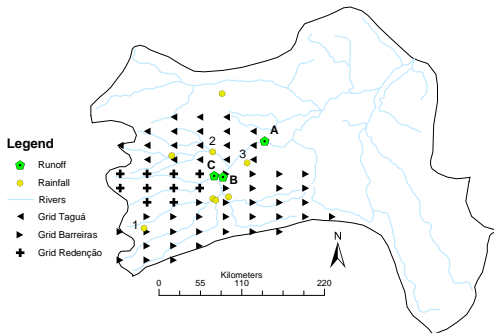 A
2
3
C
B
1
Legend
Runoff
Rainfall
Rivers
Grid Taguá
Grid Barreiras
Grid Redenção
N
Kilometers
0 55 110 220